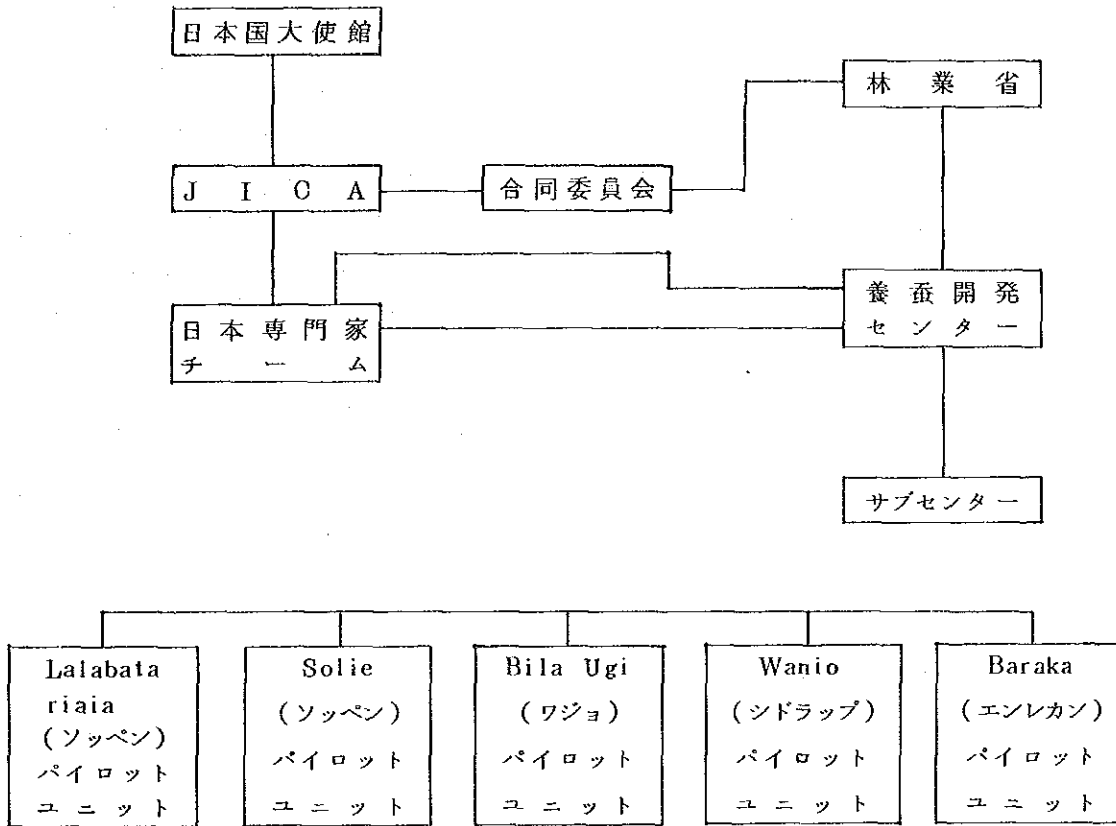 日本国大使館
林業省
JICA
合同委員会
日本専門家
チーム
養蚕開発
センター
サブセンター
Lalabata
riaia
(ソッペン)
パイロット
ユニット
Solie
(ソッペン)
パイロット
ユニット
Bila Ugi
(ワジョ)
パイロット
ユニット
Wanio
(シドラップ)
パイロット
ユニット
Baraka
(エンレカン)
パイロット
ユニット